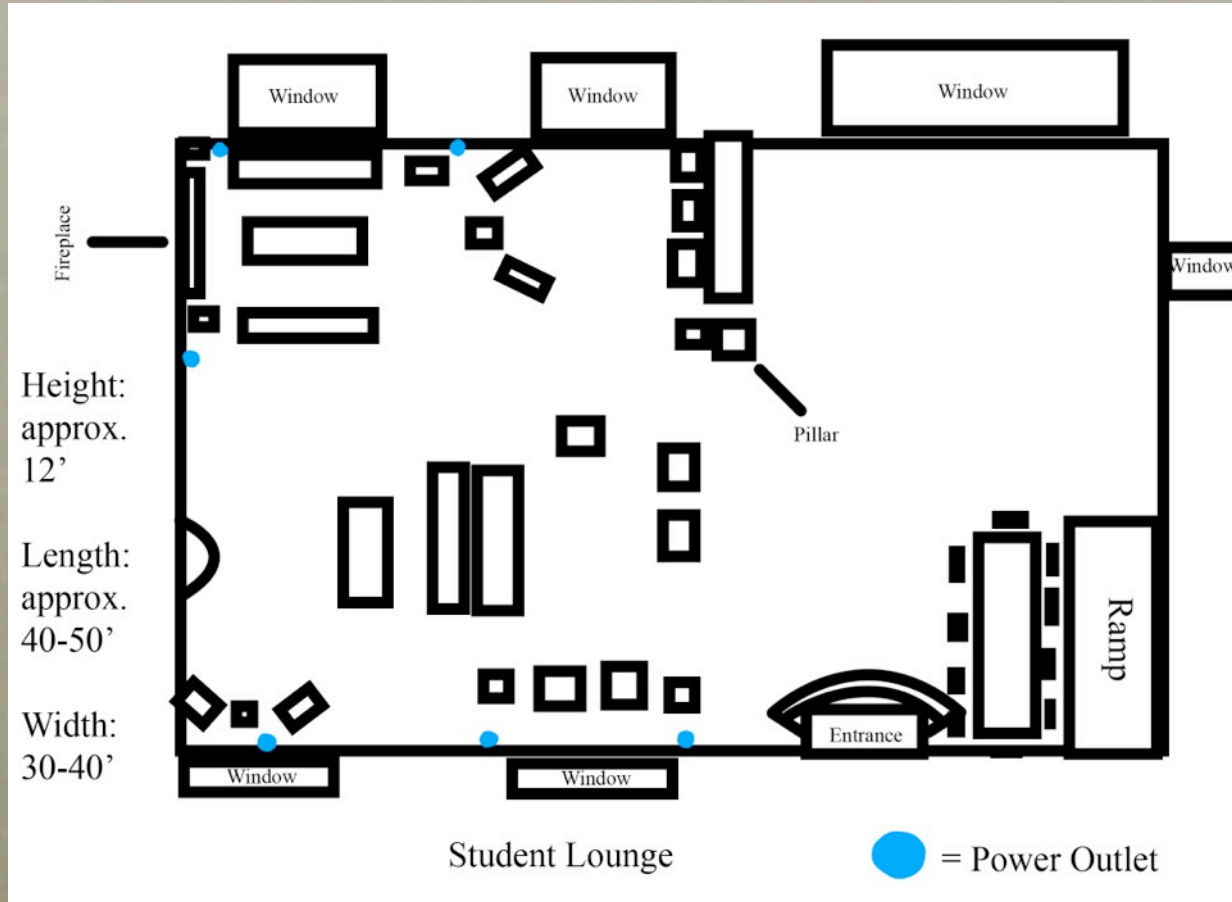 Window
Window
Window
Fireplace
Window
Height:
approx.
12’
Pillar
Length:
approx.
40-50’
Ramp
Width:
30-40’
Entrance
Window
Window
Student Lounge
= Power Outlet